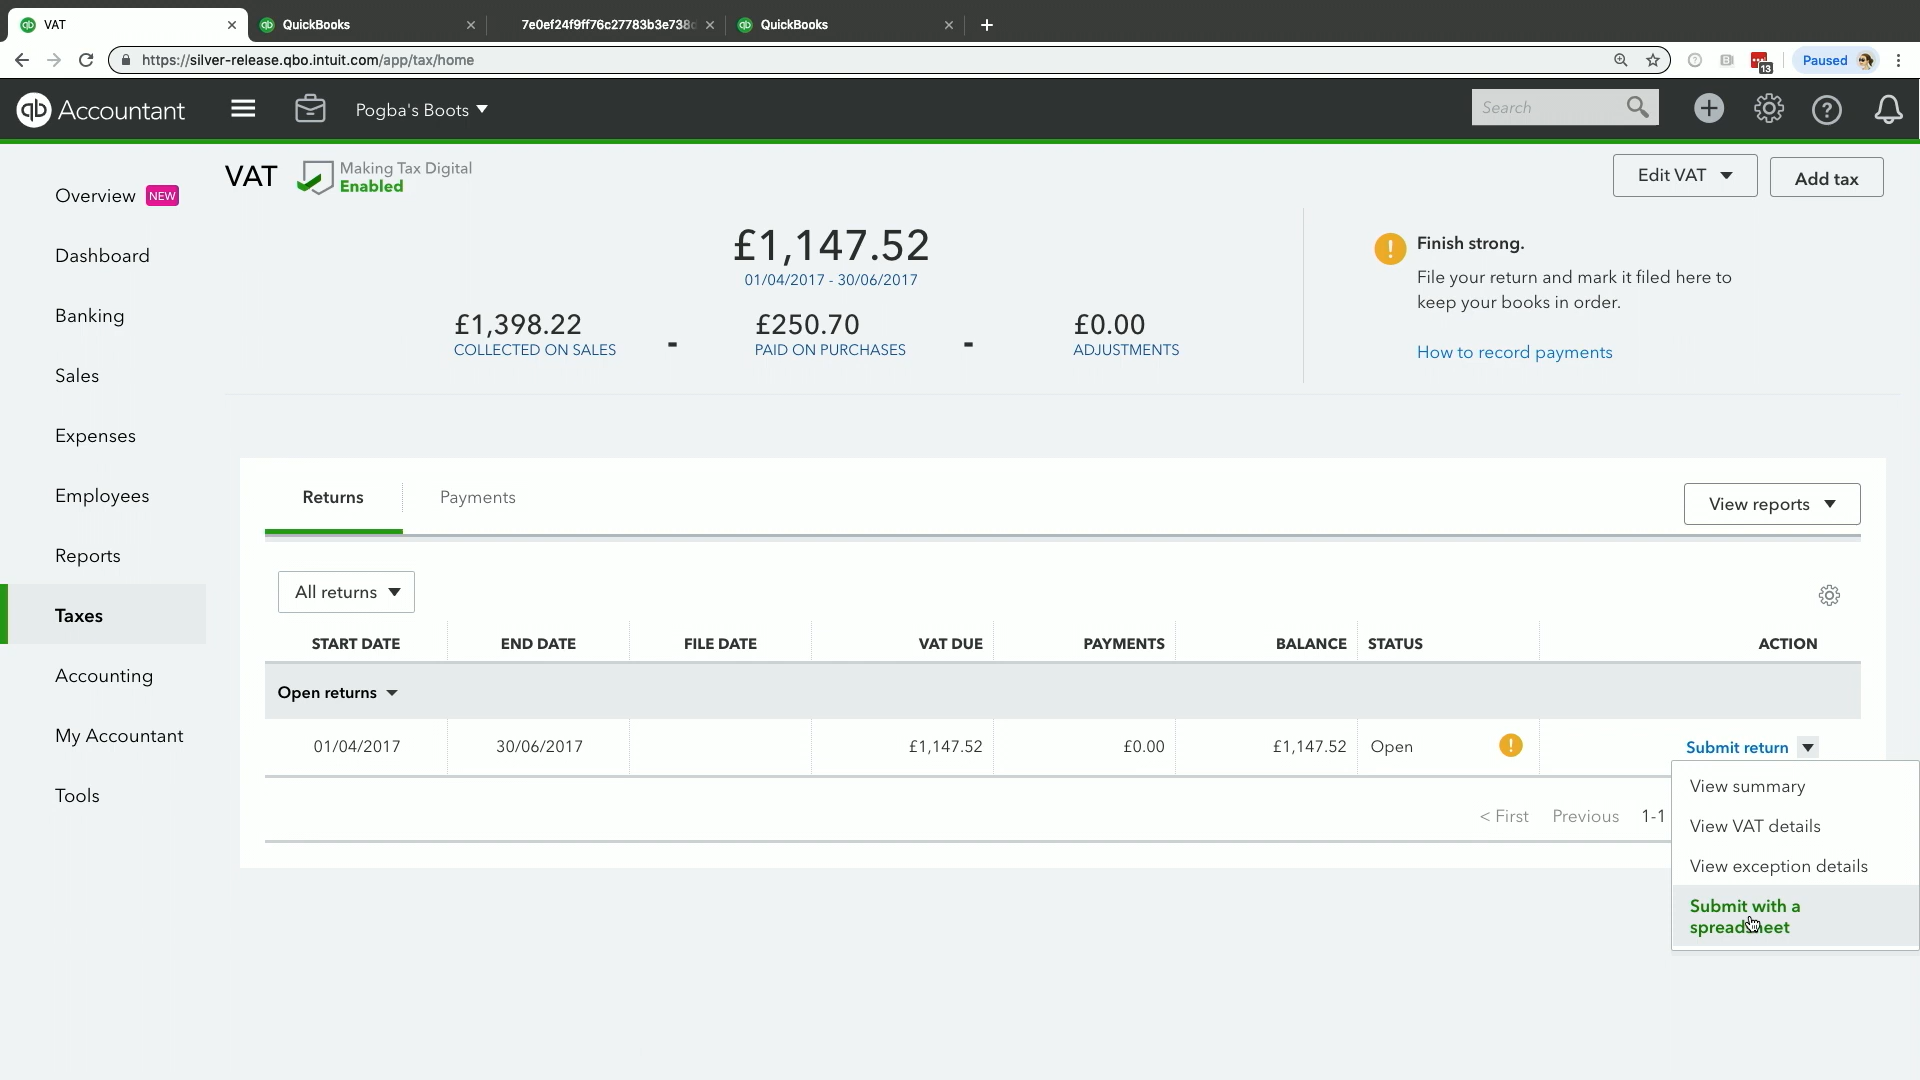 VAT
QuickBooks
7e0ef24f9ff76c27783b3e738
QuickBooks
https://silver-release.qbo.intuit.com/app/tax/home
13
Paused
qb Accountant
Pogba's Boots
Search
Overview NEW
Dashboard
Banking
Sales
Expenses
Employees
Reports
Taxes
Accounting
My Accountant
Tools
VAT
Making Tax Digital
Enabled
Edit VAT
Add tax
£1,147.52
01/04/2017 - 30/06/2017
£1,398.22
COLLECTED ON SALES
-
£250.70
PAID ON PURCHASES
-
£0.00
ADJUSTMENTS
Finish strong.
File your return and mark it filed here to
keep your books in order.
How to record payments
Returns
Payments
View reports
All returns
START DATE END DATE FILE DATE VAT DUE PAYMENTS BALANCE STATUS ACTION
Open returns
01/04/2017 30/06/2017 £1,147.52 £0.00 £1,147.52 Open ! Submit return
< First Previous 1-1
View summary
View VAT details
View exception details
Submit with a
spreadsheet